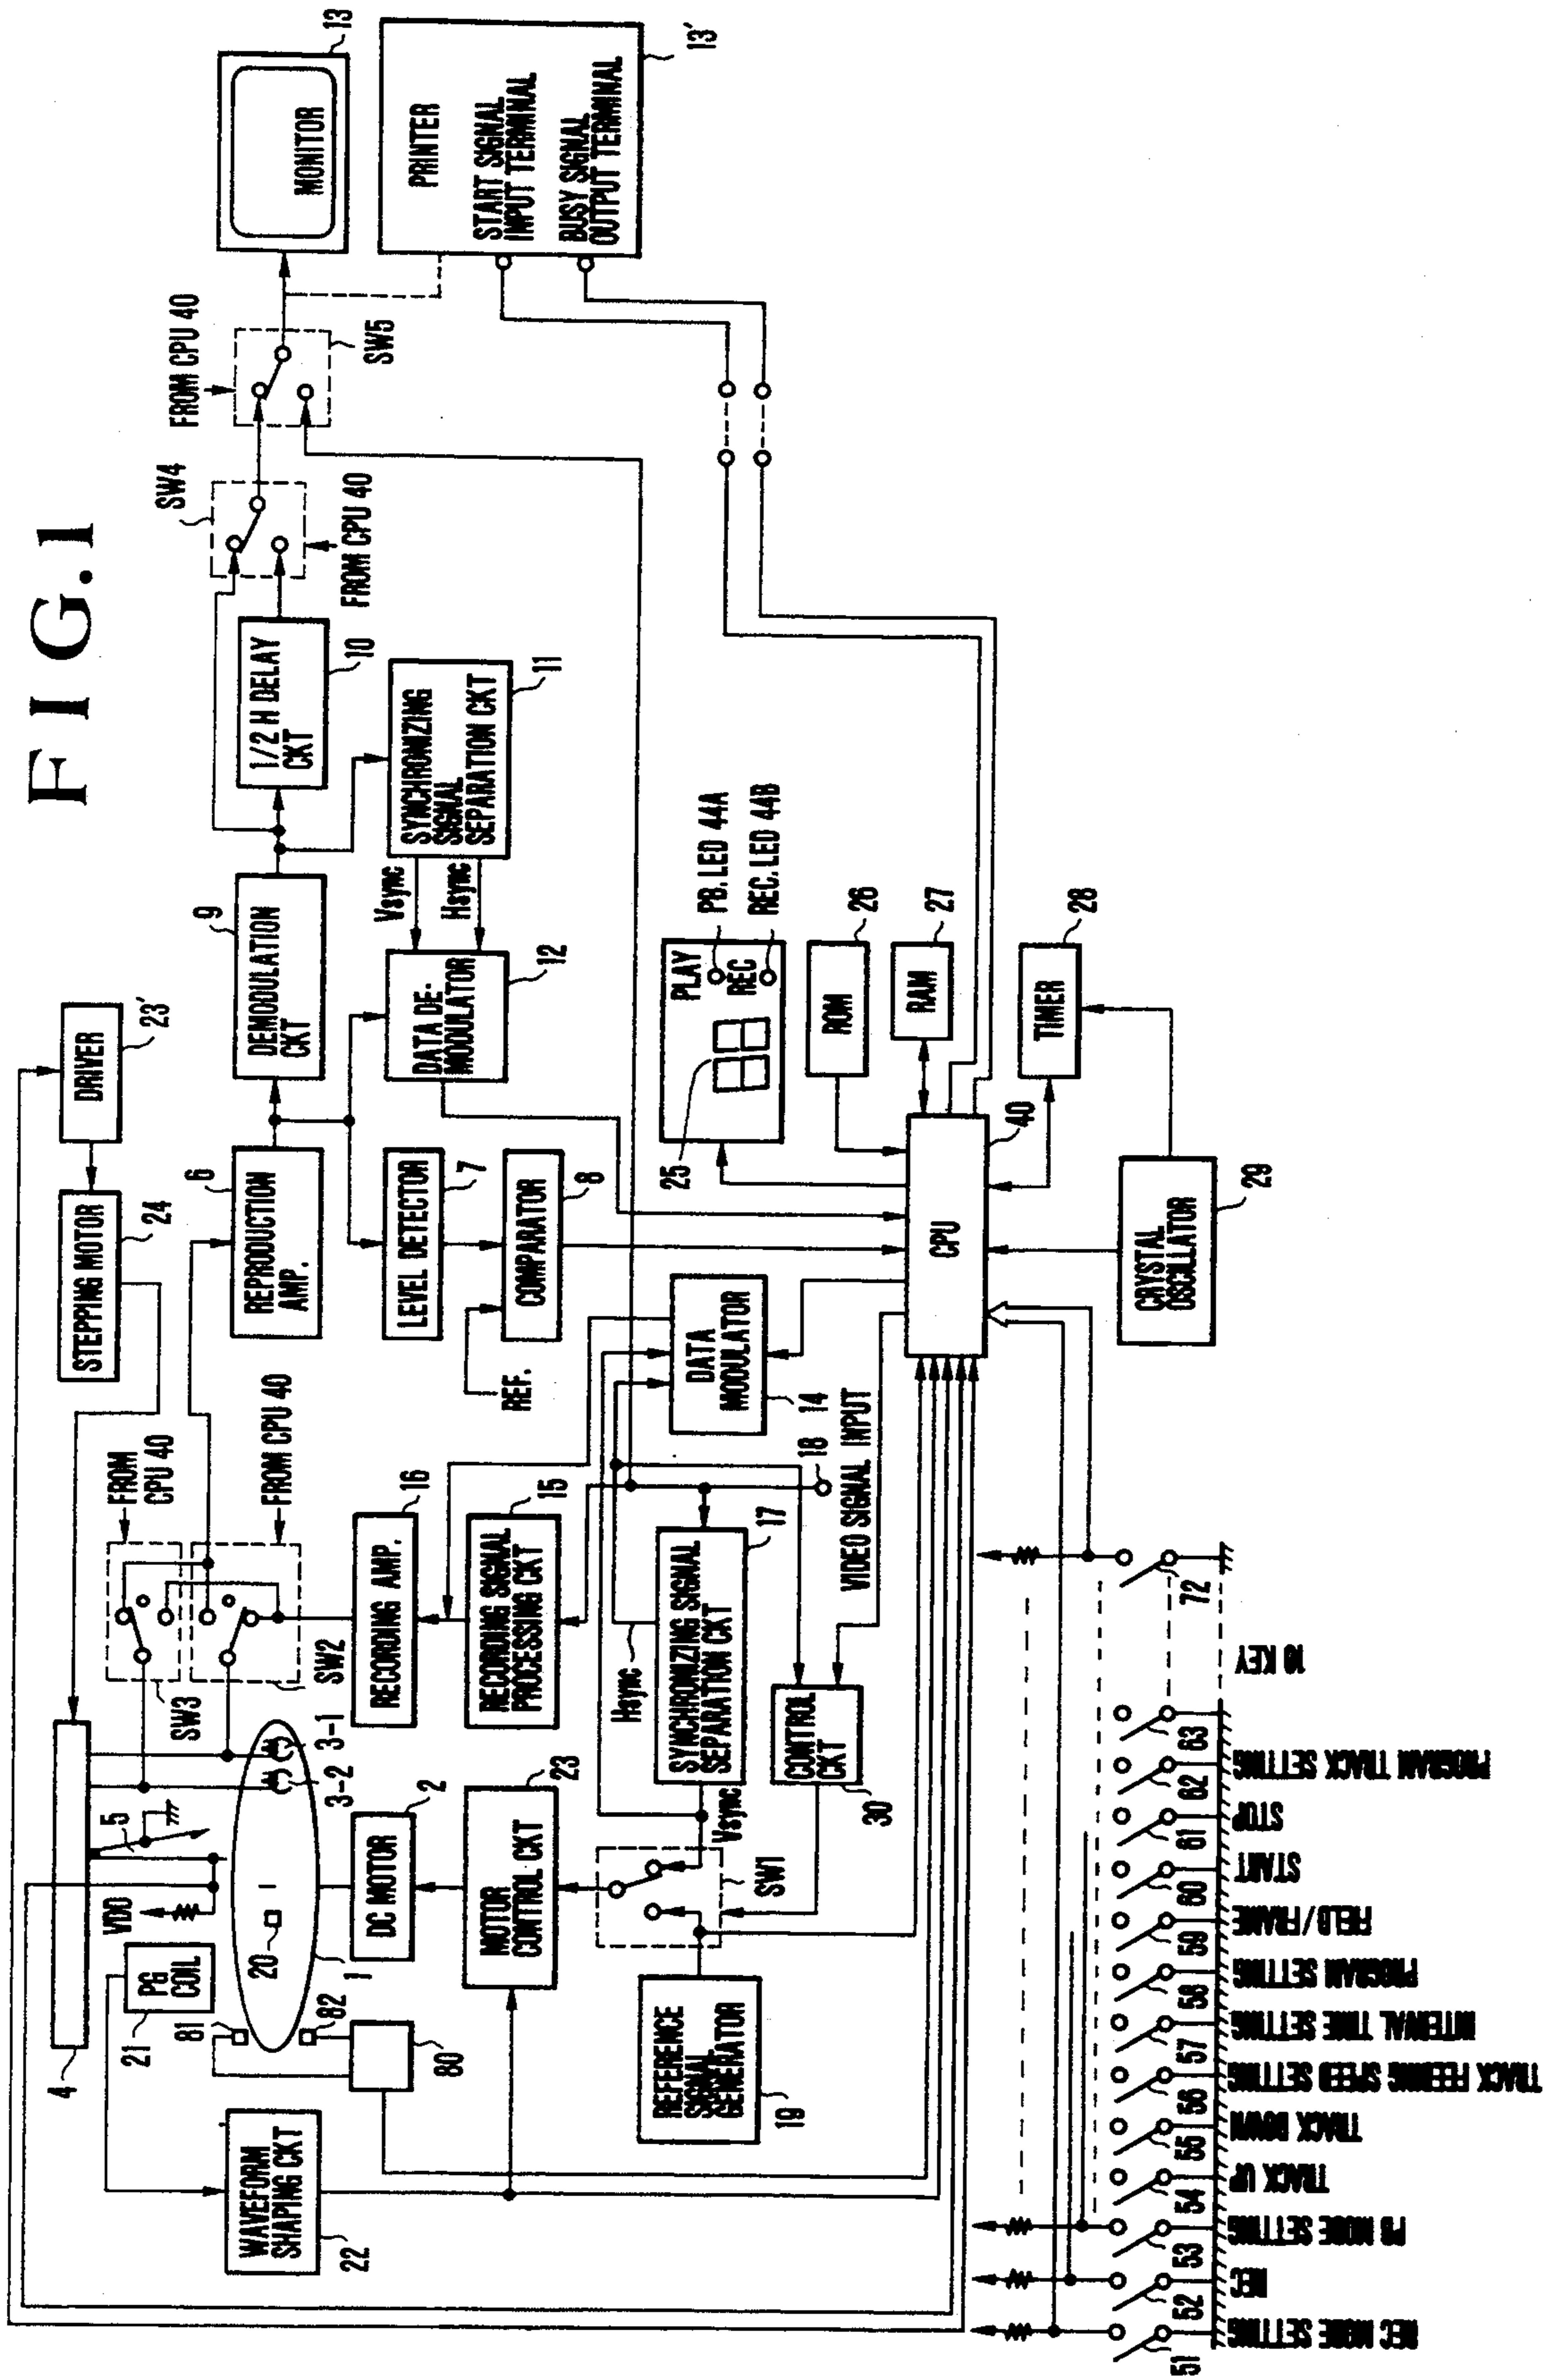 FIG.1
4
VDD
5
PG
COIL
21
81
82
20
1
3-2
3-1
80
WAVEFORM
SHAPING CKT
22
SW3
SW2
FROM
CPU 40
FROM CPU 40
STEPPING MOTOR
24
DRIVER
23'
REPRODUCTION
AMP.
6
DEMODULATION
CKT
9
1/2 H DELAY
CKT
10
SW4
FROM CPU 40
FROM CPU 40
SW5
MONITOR
13
PRINTER
START SIGNAL
INPUT TERMINAL
BUSY SIGNAL
OUTPUT TERMINAL
13'
DC MOTOR
2
RECORDING AMP.
16
LEVEL DETECTOR
7
DATA DE-
MODULATOR
12
Vsync
Hsync
SYNCHRONIZING
SIGNAL
SEPARATION CKT
11
MOTOR
CONTROL CKT
23
RECORDING SIGNAL
PROCESSING CKT
15
REF.
COMPARATOR
8
SW1
Vsync
Hsync
SYNCHRONIZING SIGNAL
SEPARATION CKT
17
DATA
MODULATOR
14
25
PLAY
REC
PB. LED 44A
REC. LED 44B
REFERENCE
SIGNAL
GENERATOR
19
CONTROL
CKT
30
18
VIDEO SIGNAL INPUT
ROM
26
CPU
40
RAM
27
TIMER
28
CRYSTAL
OSCILLATOR
29
51
52
53
54
55
56
57
58
59
60
61
62
63
72
REC MODE SETTING
REC
PB MODE SETTING
TRACK UP
TRACK DOWN
TRACK FEEDING SPEED SETTING
INTERVAL TIME SETTING
PROGRAM SETTING
FIELD/FRAME
START
STOP
PROGRAM TRACK SETTING
10 KEY